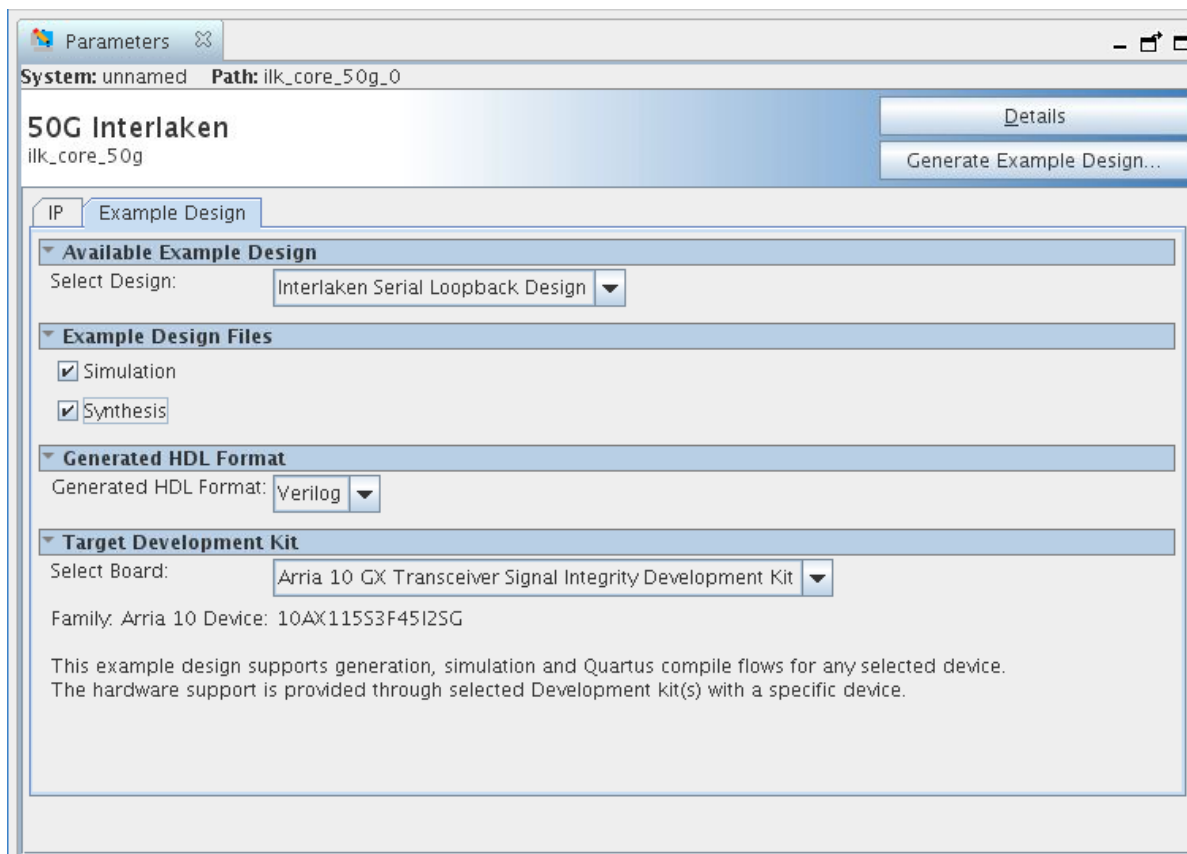 Parameters
System: unnamed Path: ilk_core_50g_0
50G Interlaken
ilk_core_50g
Details
Generate Example Design...
IP Example Design
Available Example Design
Select Design: Interlaken Serial Loopback Design
Example Design Files
Simulation
Synthesis
Generated HDL Format
Generated HDL Format: Verilog
Target Development Kit
Select Board: Arria 10 GX Transceiver Signal Integrity Development Kit
Family: Arria 10 Device: 10AX115S3F45I2SG
This example design supports generation, simulation and Quartus compile flows for any selected device.
The hardware support is provided through selected Development kit(s) with a specific device.